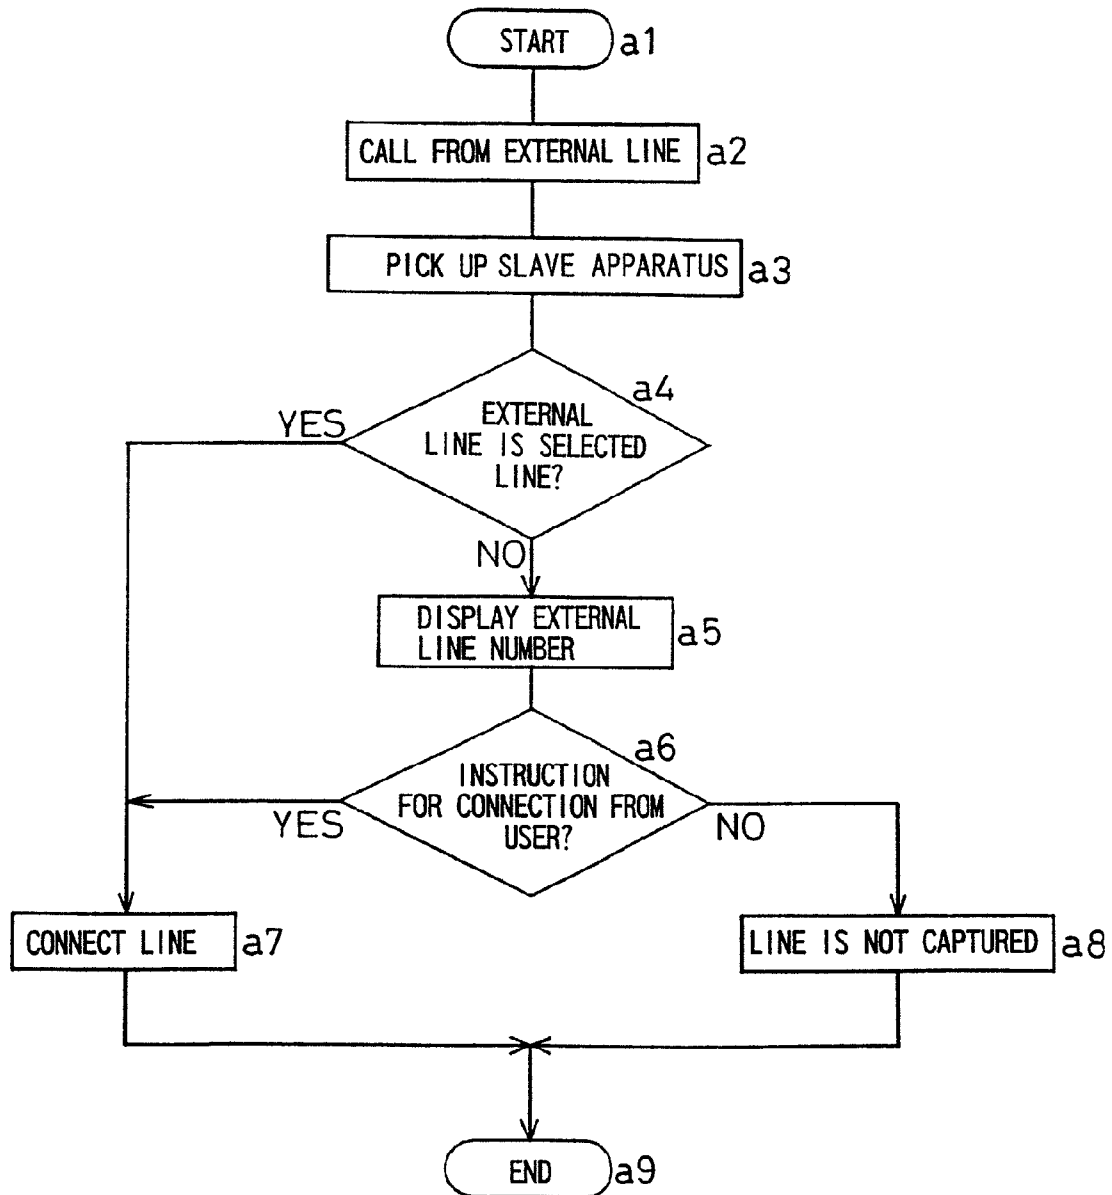 START a1
CALL FROM EXTERNAL LINE a2
PICK UP SLAVE APPARATUS a3
a4
YES
EXTERNAL
LINE IS SELECTED
LINE?
NO
DISPLAY EXTERNAL
LINE NUMBER
a5
a6
INSTRUCTION
FOR CONNECTION FROM
USER?
YES
NO
CONNECT LINE a7
LINE IS NOT CAPTURED a8
END a9